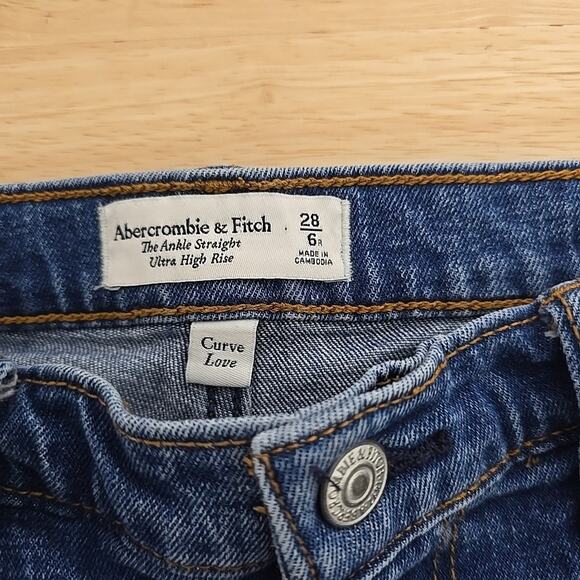 Abercrombie & Fitch
The Ankle Straight
Ultra High Rise
28
6R
MADE IN
CAMBODIA
Curve
Love